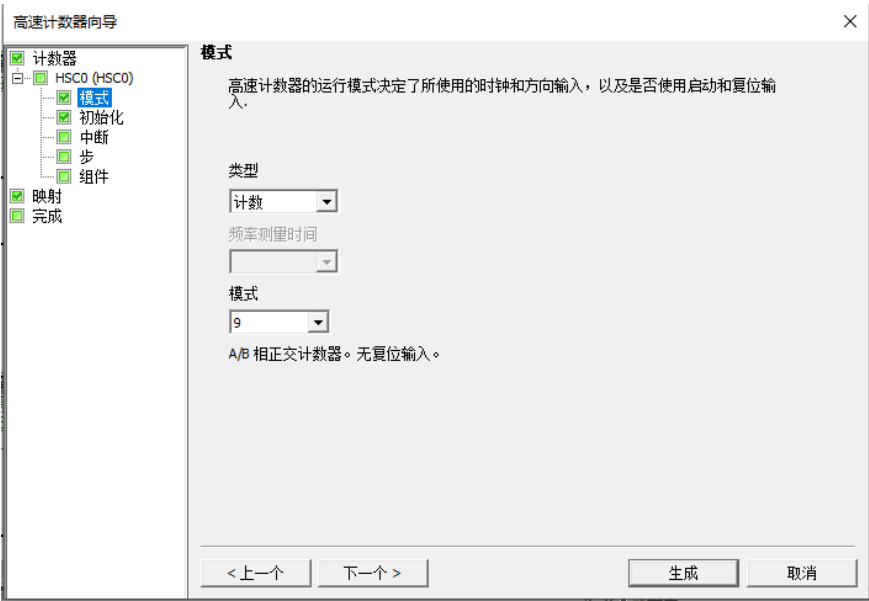 高速计数器向导
计数器
HSC0 (HSC0)
模式
初始化
中断
步
组件
映射
完成
模式
高速计数器的运行模式决定了所使用的时钟和方向输入，以及是否使用启动和复位输
入.
类型
计数
频率测量时间
模式
9
A/B 相正交计数器。无复位输入。
<上一个
下一个>
生成
取消